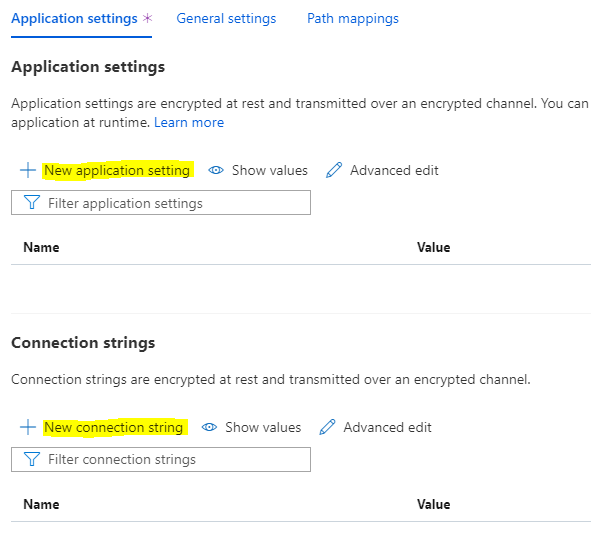 Application settings * General settings Path mappings
Application settings
Application settings are encrypted at rest and transmitted over an encrypted channel. You can
application at runtime. Learn more
New application setting Show values Advanced edit
Filter application settings
Name Value
Connection strings
Connection strings are encrypted at rest and transmitted over an encrypted channel.
New connection string Show values Advanced edit
Filter connection strings
Name Value